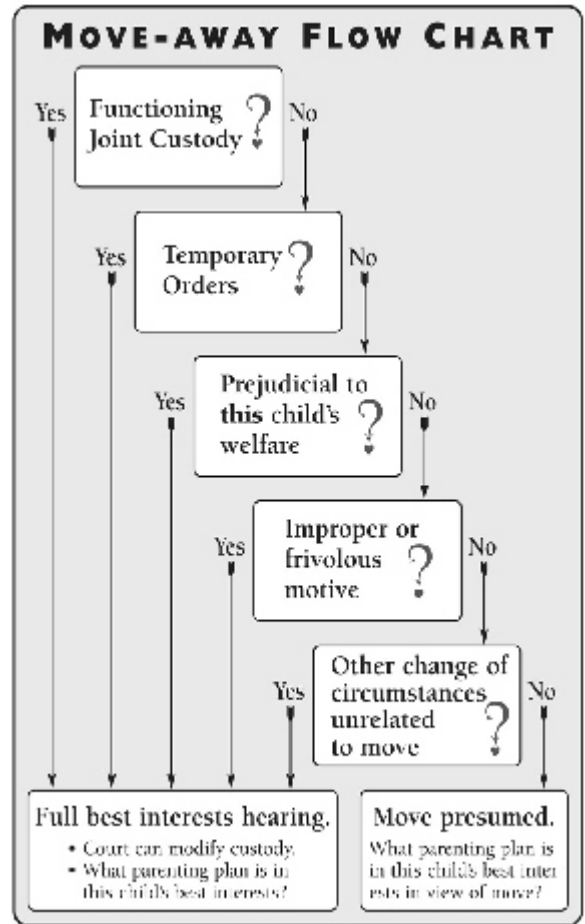 MOVE-AWAY FLOW CHART
Yes
Functioning
Joint Custody ?
No
Yes
Temporary
Orders ?
No
Yes
Prejudicial to
this child's
welfare ?
No
Yes
Improper or
frivolous
motive ?
No
Yes
Other change of
circumstances
unrelated
to move ?
No
Full best interests hearing.
• Court can modify custody.
• What parenting plan is in
this child's best interests?
Move presumed.
What parenting plan is
in this child's best inter
ests in view of move?